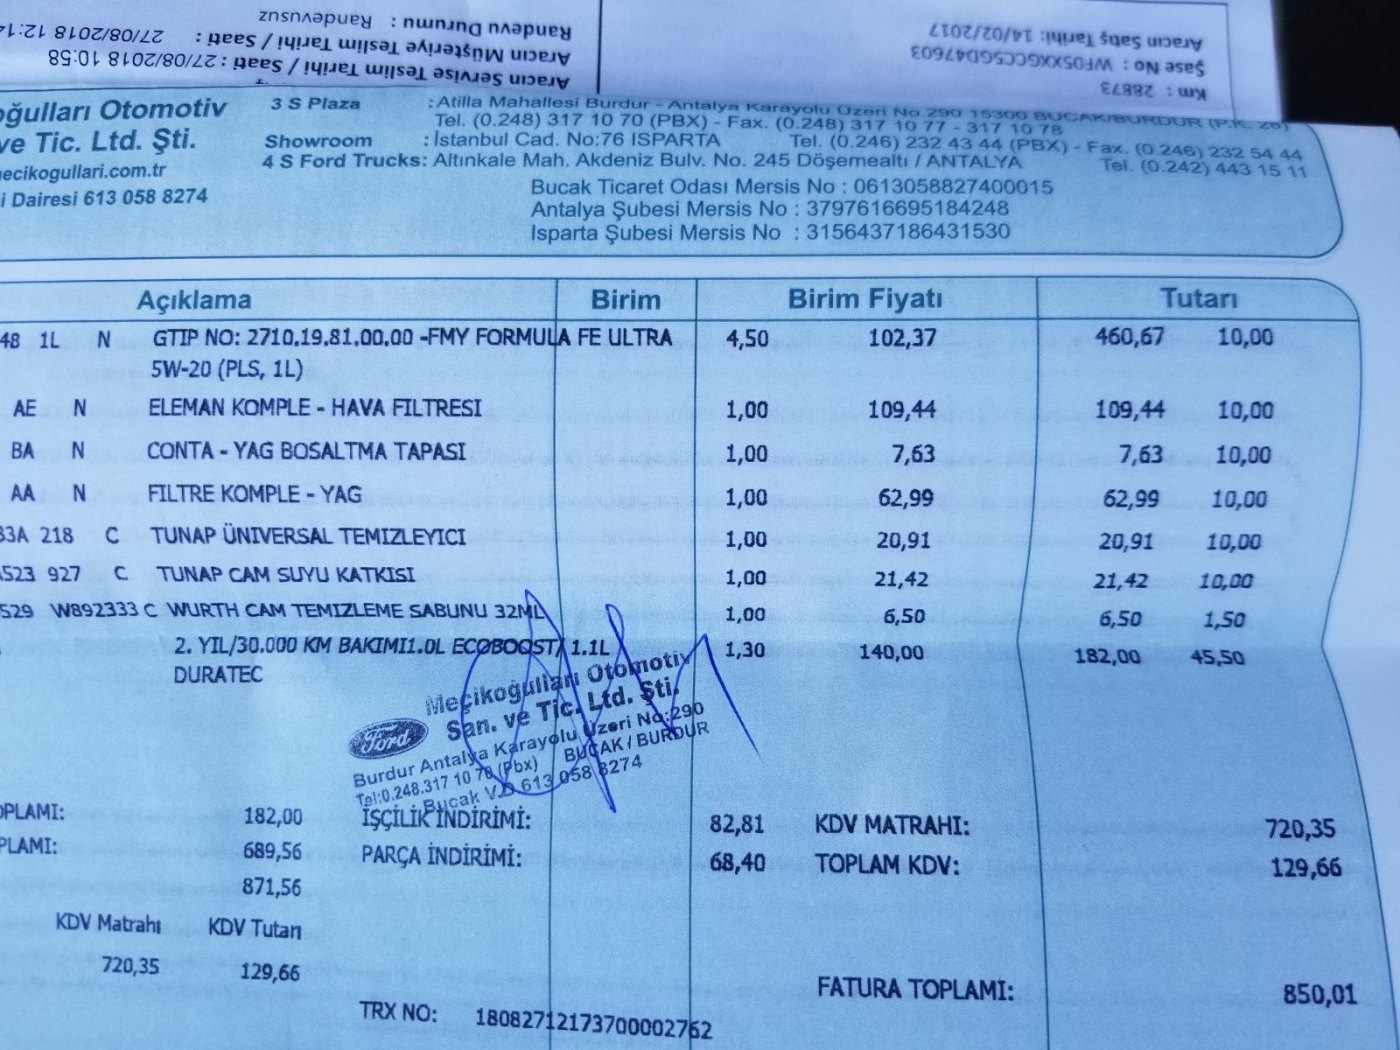 Km : 28873
Şase No : WF05XXGCC5GD47603
Aracın Satış Tarihi: 14/02/2017
Aracın Servise Teslim Tarihi / Saati : 27/08/2018 10:58
Aracın Müşteriye Teslim Tarihi / Saati : 27/08/2018 12:1
Randevu Durumu : Randevusuz
oğulları Otomotiv
ve Tic. Ltd. Şti.
ecikogullari.com.tr
i Dairesi 613 058 8274
3 S Plaza : Atilla Mahallesi Burdur - Antalya Karayolu Üzeri No.290 15300 BUCAK/BURDUR (P.K. 26)
Tel. (0.248) 317 10 70 (PBX) - Fax. (0.248) 317 10 77 - 317 10 78
Showroom : İstanbul Cad. No:76 ISPARTA Tel. (0.246) 232 43 44 (PBX) - Fax. (0.246) 232 54 44
4 S Ford Trucks: Altınkale Mah. Akdeniz Bulv. No. 245 Döşemealtı / ANTALYA Tel. (0.242) 443 15 11
Bucak Ticaret Odası Mersis No : 0613058827400015
Antalya Şubesi Mersis No : 3797616695184248
Isparta Şubesi Mersis No : 3156437186431530
Açıklama Birim Birim Fiyatı Tutarı
48 1L N GTIP NO: 2710.19.81.00.00 -FMY FORMULA FE ULTRA 4,50 102,37 460,67 10,00
5W-20 (PLS, 1L)
AE N ELEMAN KOMPLE - HAVA FILTRESI 1,00 109,44 109,44 10,00
BA N CONTA - YAG BOSALTMA TAPASI 1,00 7,63 7,63 10,00
AA N FILTRE KOMPLE - YAG 1,00 62,99 62,99 10,00
33A 218 C TUNAP ÜNIVERSAL TEMIZLEYICI 1,00 20,91 20,91 10,00
523 927 C TUNAP CAM SUYU KATKISI 1,00 21,42 21,42 10,00
529 W892333 C WURTH CAM TEMIZLEME SABUNU 32ML 1,00 6,50 6,50 1,50
2. YIL/30.000 KM BAKIMI1.0L ECOBOOST/ 1.1L 1,30 140,00 182,00 45,50
DURATEC
Meçikoğulları Otomotiv
San. ve Tic. Ltd. Şti.
Ford
Burdur Antalya Karayolu Üzeri No:290
Tel:0.248.317 10 70 (Pbx) BUCAK / BURDUR
Bucak V.D 613 058 8274
OPLAMI: 182,00 İŞÇİLİK İNDİRİMİ: 82,81 KDV MATRAHI: 720,35
PLAMI: 689,56 PARÇA İNDİRİMİ: 68,40 TOPLAM KDV: 129,66
871,56
KDV Matrahı KDV Tutarı
720,35 129,66
FATURA TOPLAMI: 850,01
TRX NO: 18082712173700002762